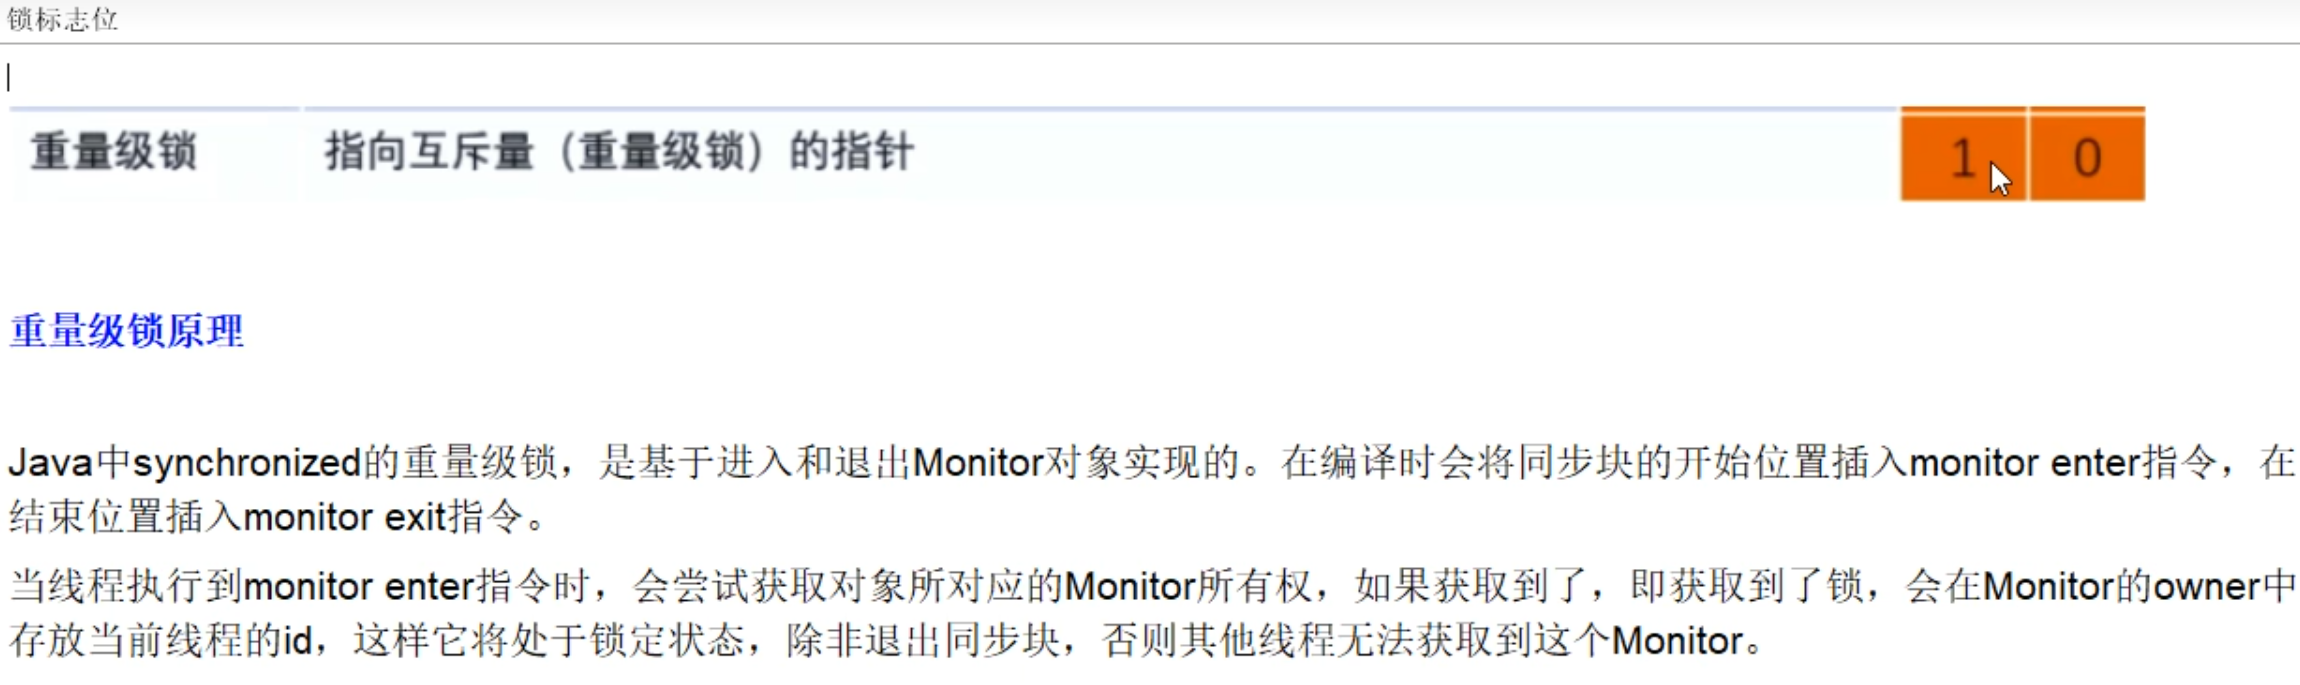 锁标志位
重量级锁 指向互斥量（重量级锁）的指针 1 0
重量级锁原理
Java中synchronized的重量级锁，是基于进入和退出Monitor对象实现的。在编译时会将同步块的开始位置插入monitor enter指令，在
结束位置插入monitor exit指令。
当线程执行到monitor enter指令时，会尝试获取对象所对应的Monitor所有权，如果获取到了，即获取到了锁，会在Monitor的owner中
存放当前线程的id，这样它将处于锁定状态，除非退出同步块，否则其他线程无法获取到这个Monitor。